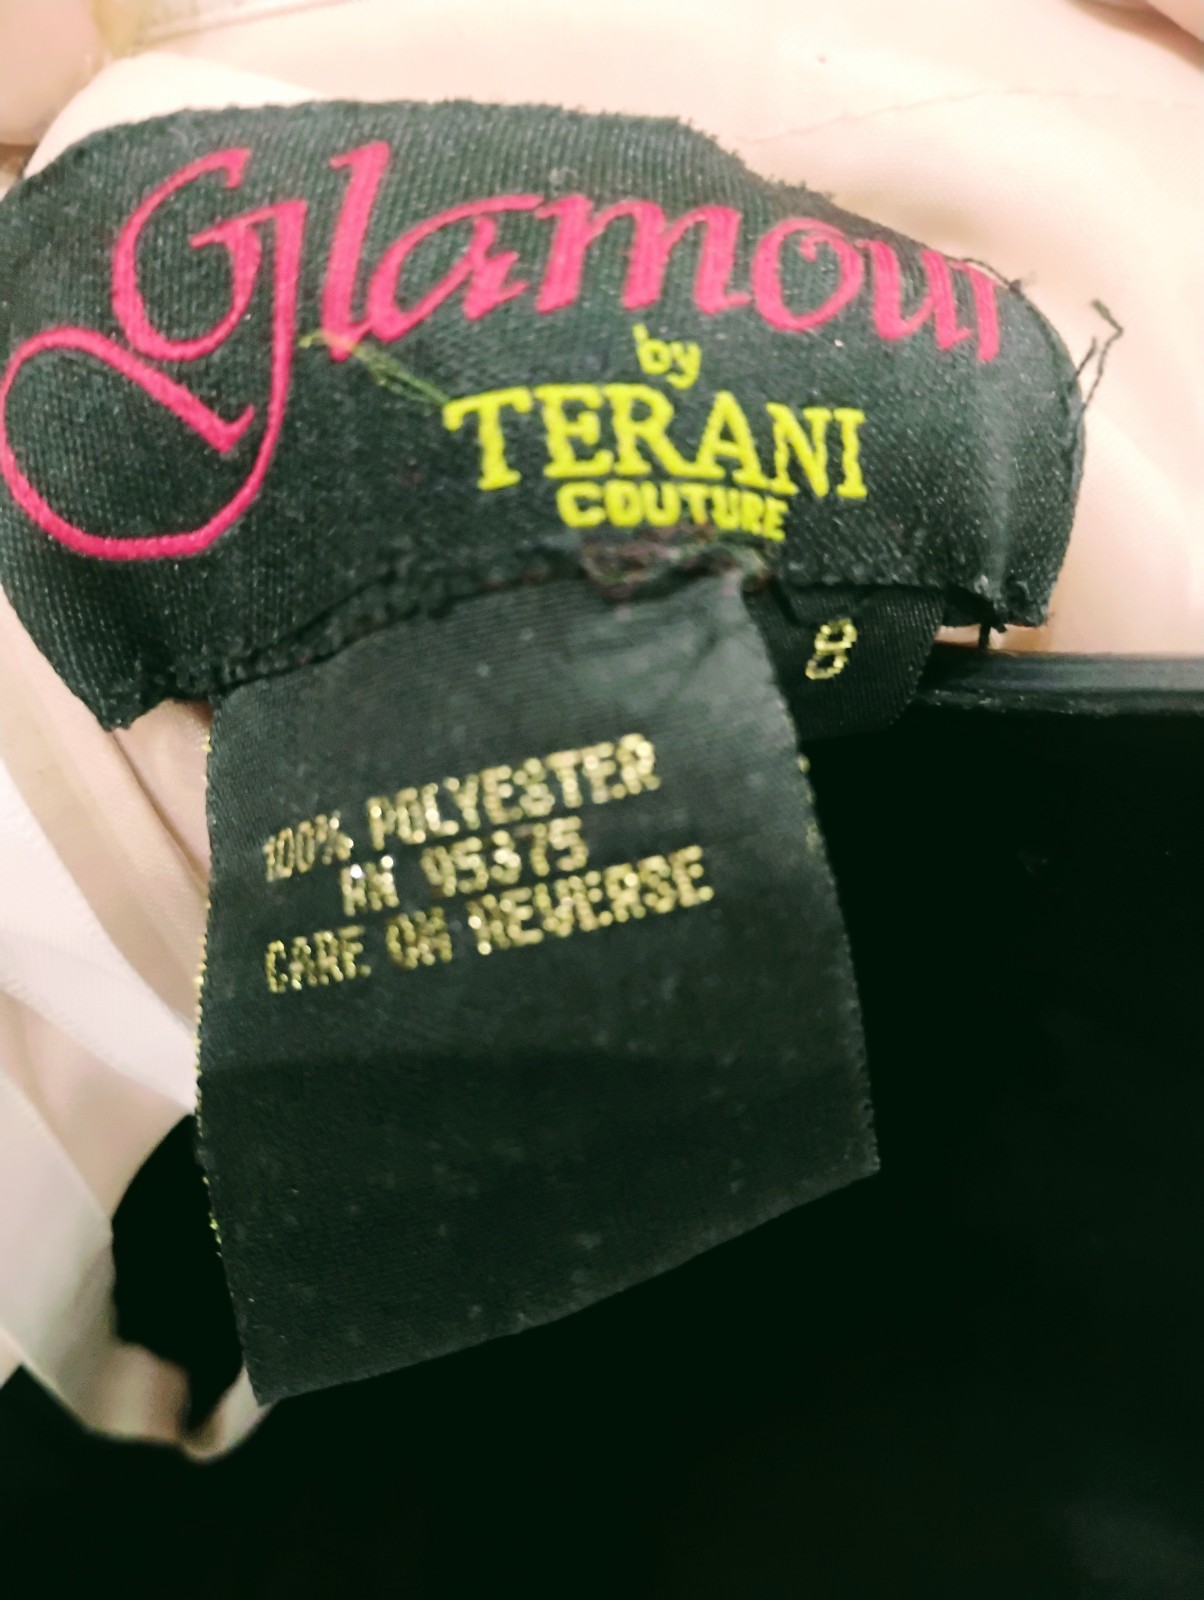 Glamour
by
TERANI
COUTURE
8
100% POLYESTER
RN 95375
CARE ON REVERSE